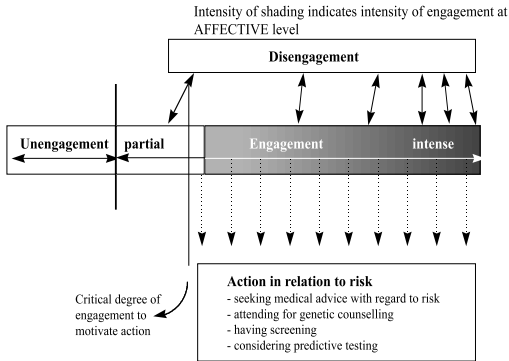 Intensity of shading indicates intensity of engagement at
AFFECTIVE level
Disengagement
Unengagement partial Engagement intense
Critical degree of
engagement to
motivate action
Action in relation to risk
- seeking medical advice with regard to risk
- attending for genetic counselling
- having screening
- considering predictive testing